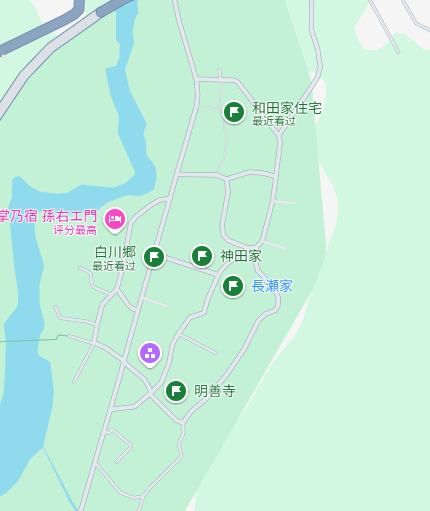 和田家住宅
最近看过
掌乃宿 孫右エ門
评分最高
白川郷
最近看过
神田家
長瀬家
明善寺